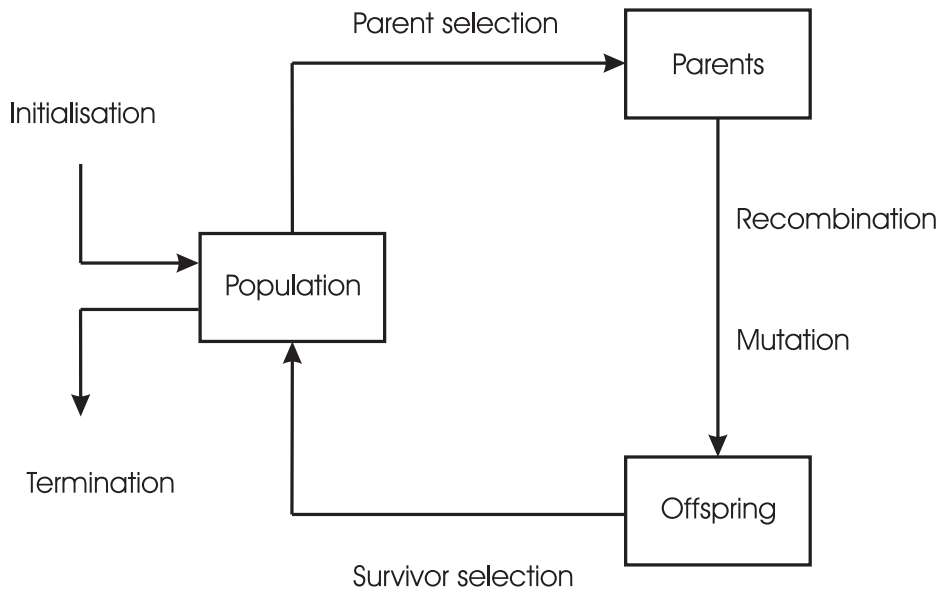 Parent selection
Parents
Initialisation
Recombination
Population
Mutation
Termination
Offspring
Survivor selection